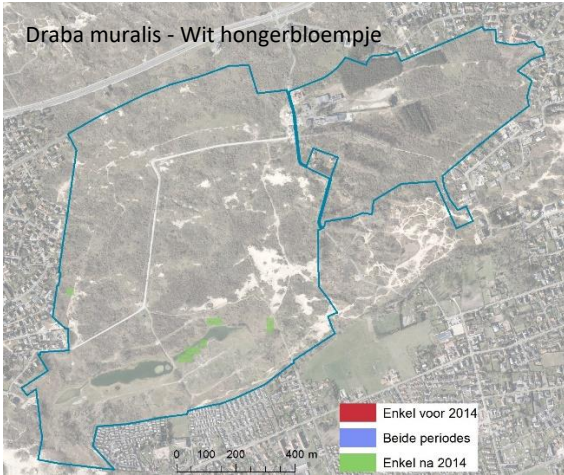 Draba muralis - Wit hongerbloempje
Enkel voor 2014
Beide periodes
Enkel na 2014
0 100 200 400 m